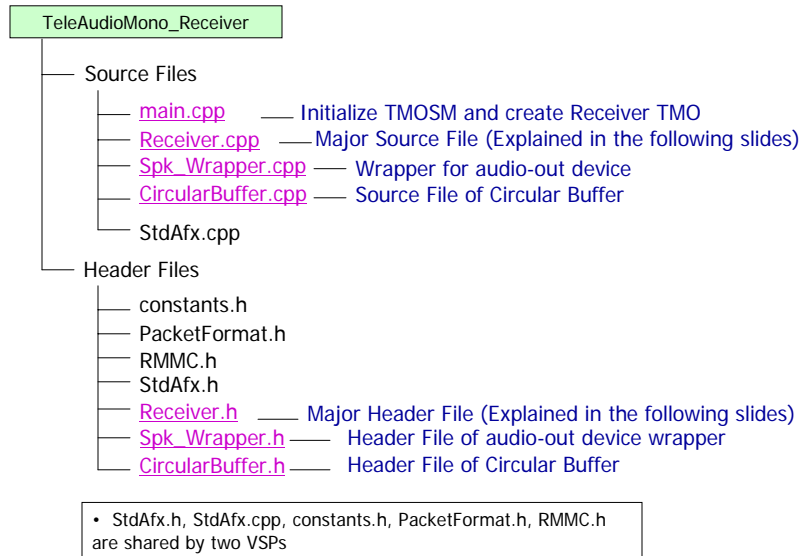 TeleAudioMono_Receiver
Source Files
main.cpp Initialize TMOSM and create Receiver TMO
Receiver.cpp Major Source File (Explained in the following slides)
Spk_Wrapper.cpp Wrapper for audio-out device
CircularBuffer.cpp Source File of Circular Buffer
StdAfx.cpp
Header Files
constants.h
PacketFormat.h
RMMC.h
StdAfx.h
Receiver.h Major Header File (Explained in the following slides)
Spk_Wrapper.h Header File of audio-out device wrapper
CircularBuffer.h Header File of Circular Buffer
• StdAfx.h, StdAfx.cpp, constants.h, PacketFormat.h, RMMC.h
are shared by two VSPs